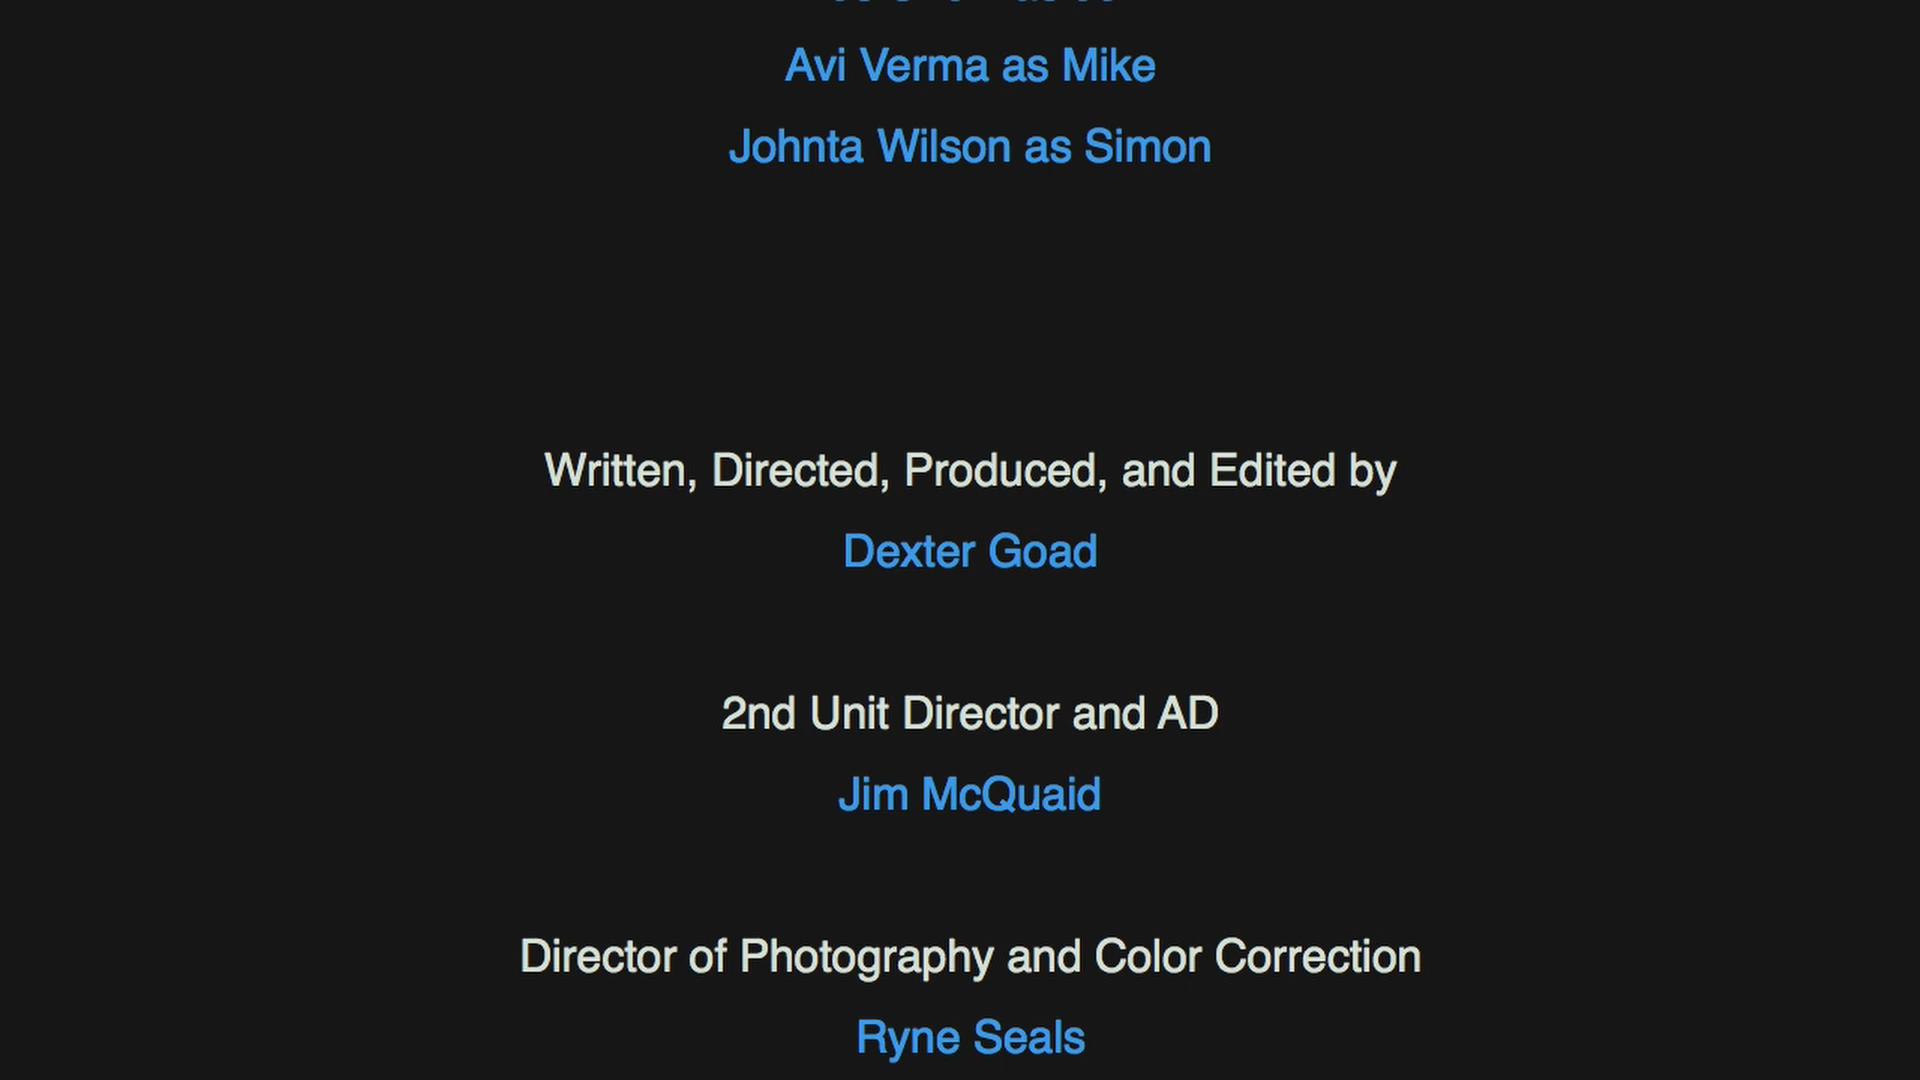 Avi Verma as Mike
Johnta Wilson as Simon
Written, Directed, Produced, and Edited by
Dexter Goad
2nd Unit Director and AD
Jim McQuaid
Director of Photography and Color Correction
Ryne Seals